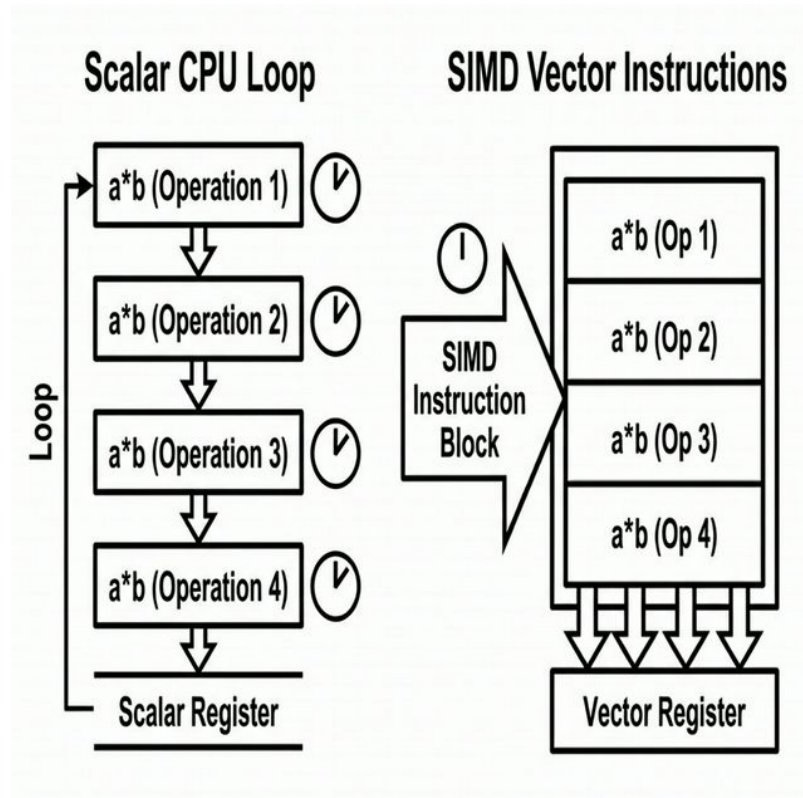 Scalar CPU Loop
a*b (Operation 1)
a*b (Operation 2)
a*b (Operation 3)
a*b (Operation 4)
Scalar Register
Loop
SIMD Vector Instructions
SIMD
Instruction
Block
a*b (Op 1)
a*b (Op 2)
a*b (Op 3)
a*b (Op 4)
Vector Register